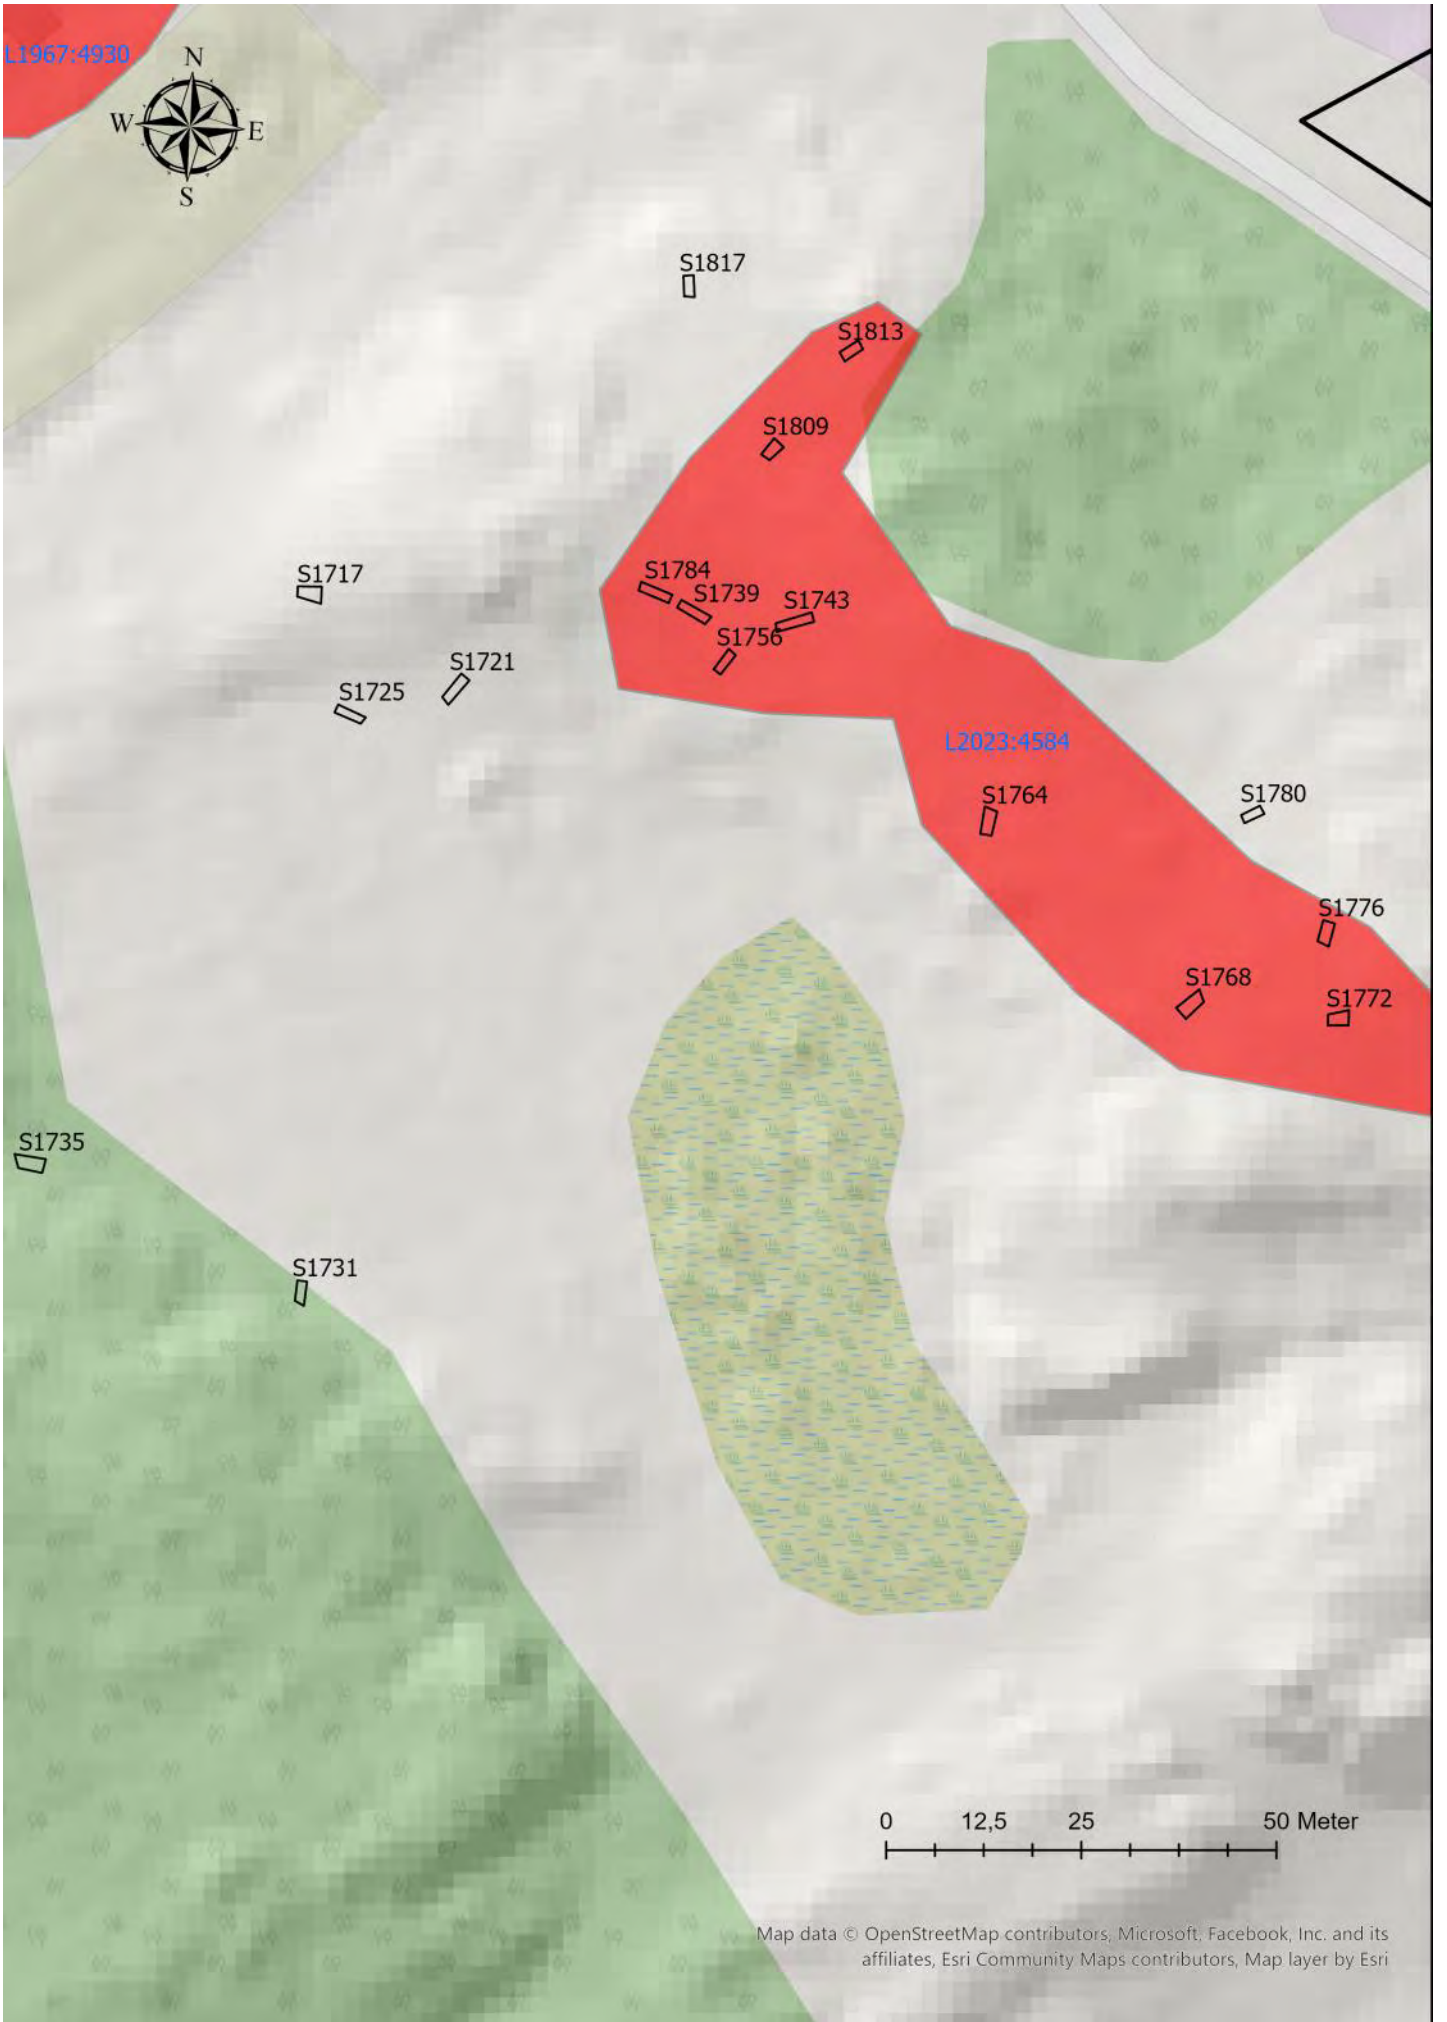 L1967:4930
N
W
E
S
S1817
S1813
S1809
S1784
S1717
S1739
S1743
S1756
S1721
S1725
L2023:4584
S1764
S1780
S1776
S1768
S1772
S1735
S1731
0 12,5 25 50 Meter
Map data © OpenStreetMap contributors, Microsoft, Facebook, Inc. and its
affiliates, Esri Community Maps contributors, Map layer by Esri